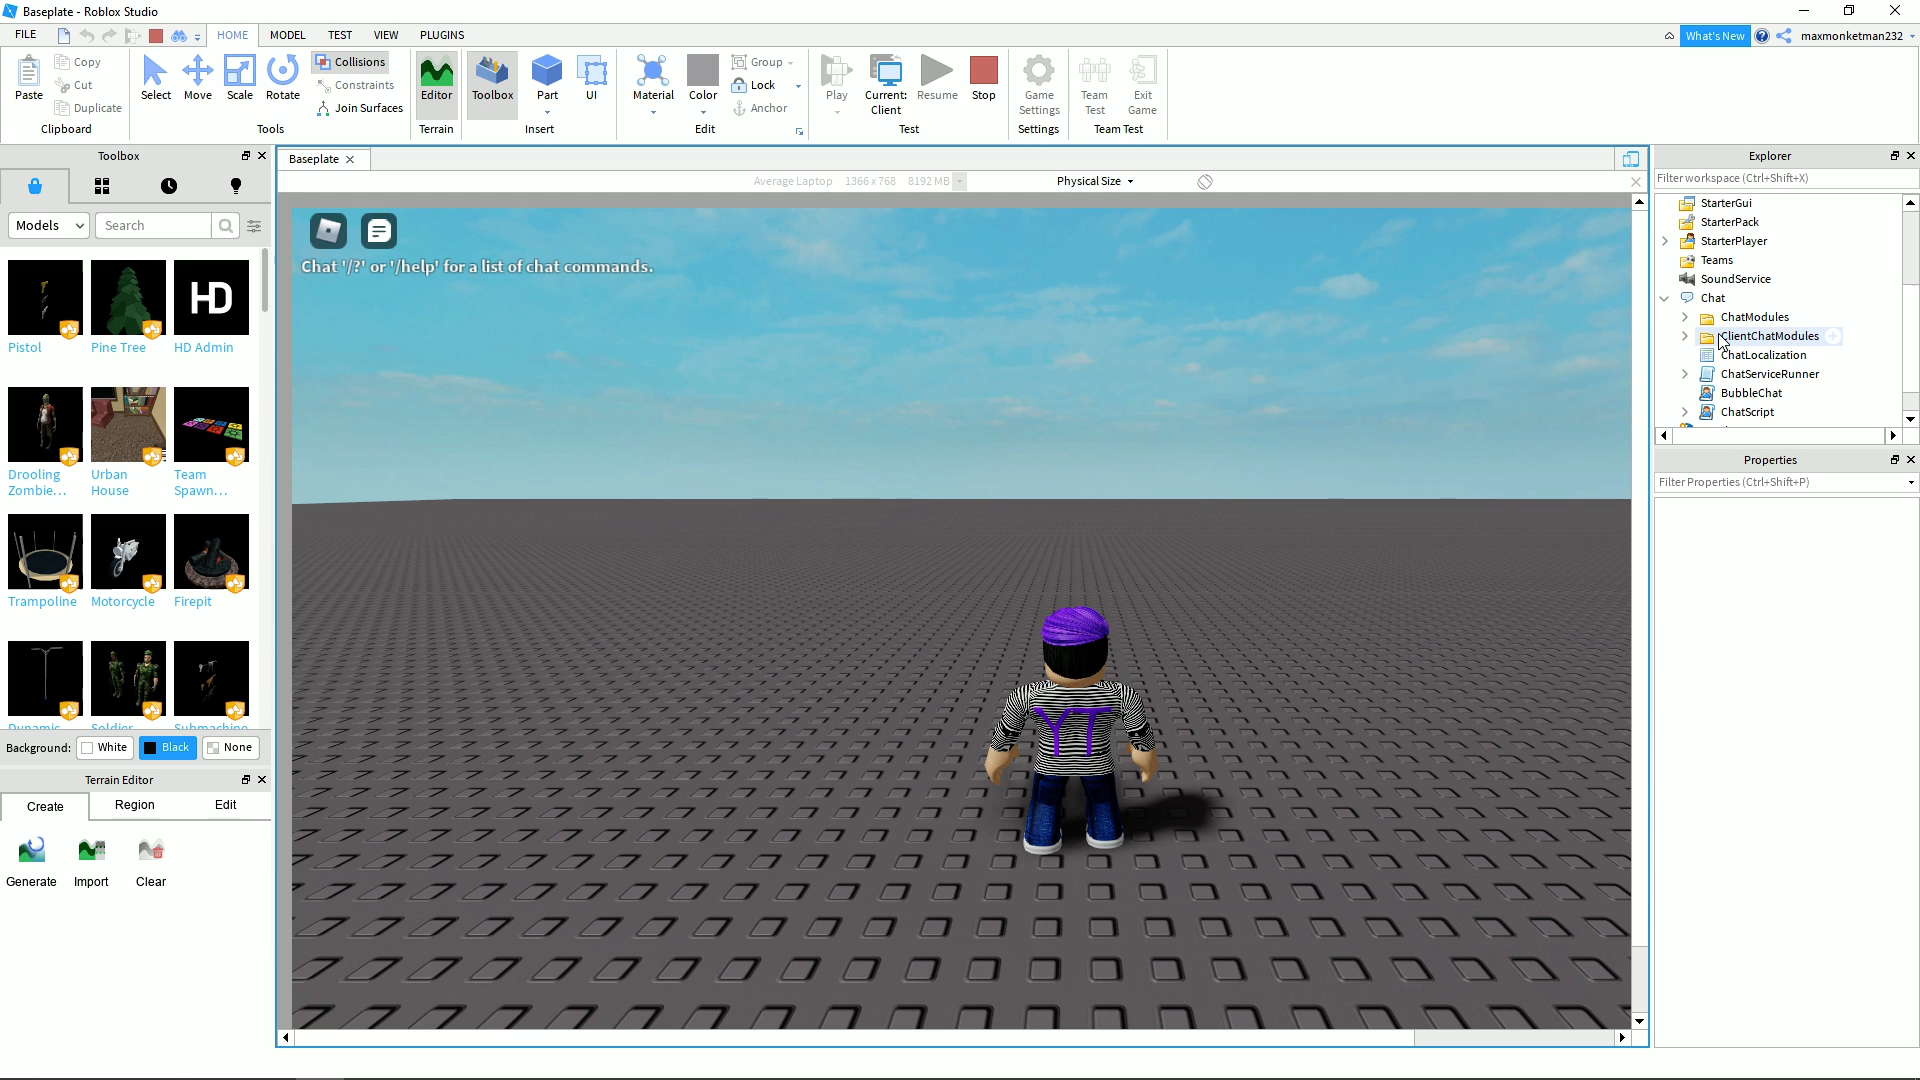 Baseplate - Roblox Studio
FILE
HOME
MODEL
TEST
VIEW
PLUGINS
What's New
maxmonketman232
Paste
Copy
Cut
Duplicate
Clipboard
Select
Move
Scale
Rotate
Collisions
Constraints
Join Surfaces
Tools
Editor
Terrain
Toolbox
Part
UI
Insert
Material
Color
Group
Lock
Anchor
Edit
Play
Current:
Client
Resume
Stop
Test
Game
Settings
Settings
Team
Test
Exit
Game
Team Test
Toolbox
Models
Search
Pistol
Pine Tree
HD
HD Admin
Drooling
Zombie...
Urban
House
Team
Spawn...
Trampoline
Motorcycle
Firepit
Dynamic
Soldier
Submachine
Background:
White
Black
None
Terrain Editor
Create
Region
Edit
Generate
Import
Clear
Baseplate
Average Laptop 1366 x 768 8192 MB
Physical Size
Chat '/?' or '/help' for a list of chat commands.
YT
Explorer
Filter workspace (Ctrl+Shift+X)
StarterGui
StarterPack
StarterPlayer
Teams
SoundService
Chat
ChatModules
ClientChatModules
ChatLocalization
ChatServiceRunner
BubbleChat
ChatScript
Properties
Filter Properties (Ctrl+Shift+P)